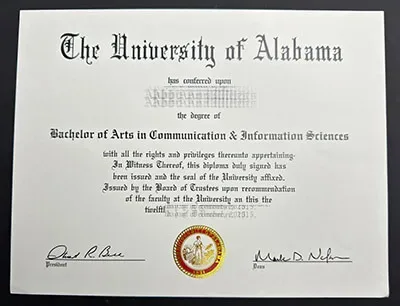 The University of Alabama
has conferred upon
the degree of
Bachelor of Arts in Communication & Information Sciences
with all the rights and privileges thereunto appertaining-
In Witness Thereof, this diploma duly signed has
been issued and the seal of the University affixed.
Issued by the Board of Trustees upon recommendation
of the faculty at the University an this the
President
Dean